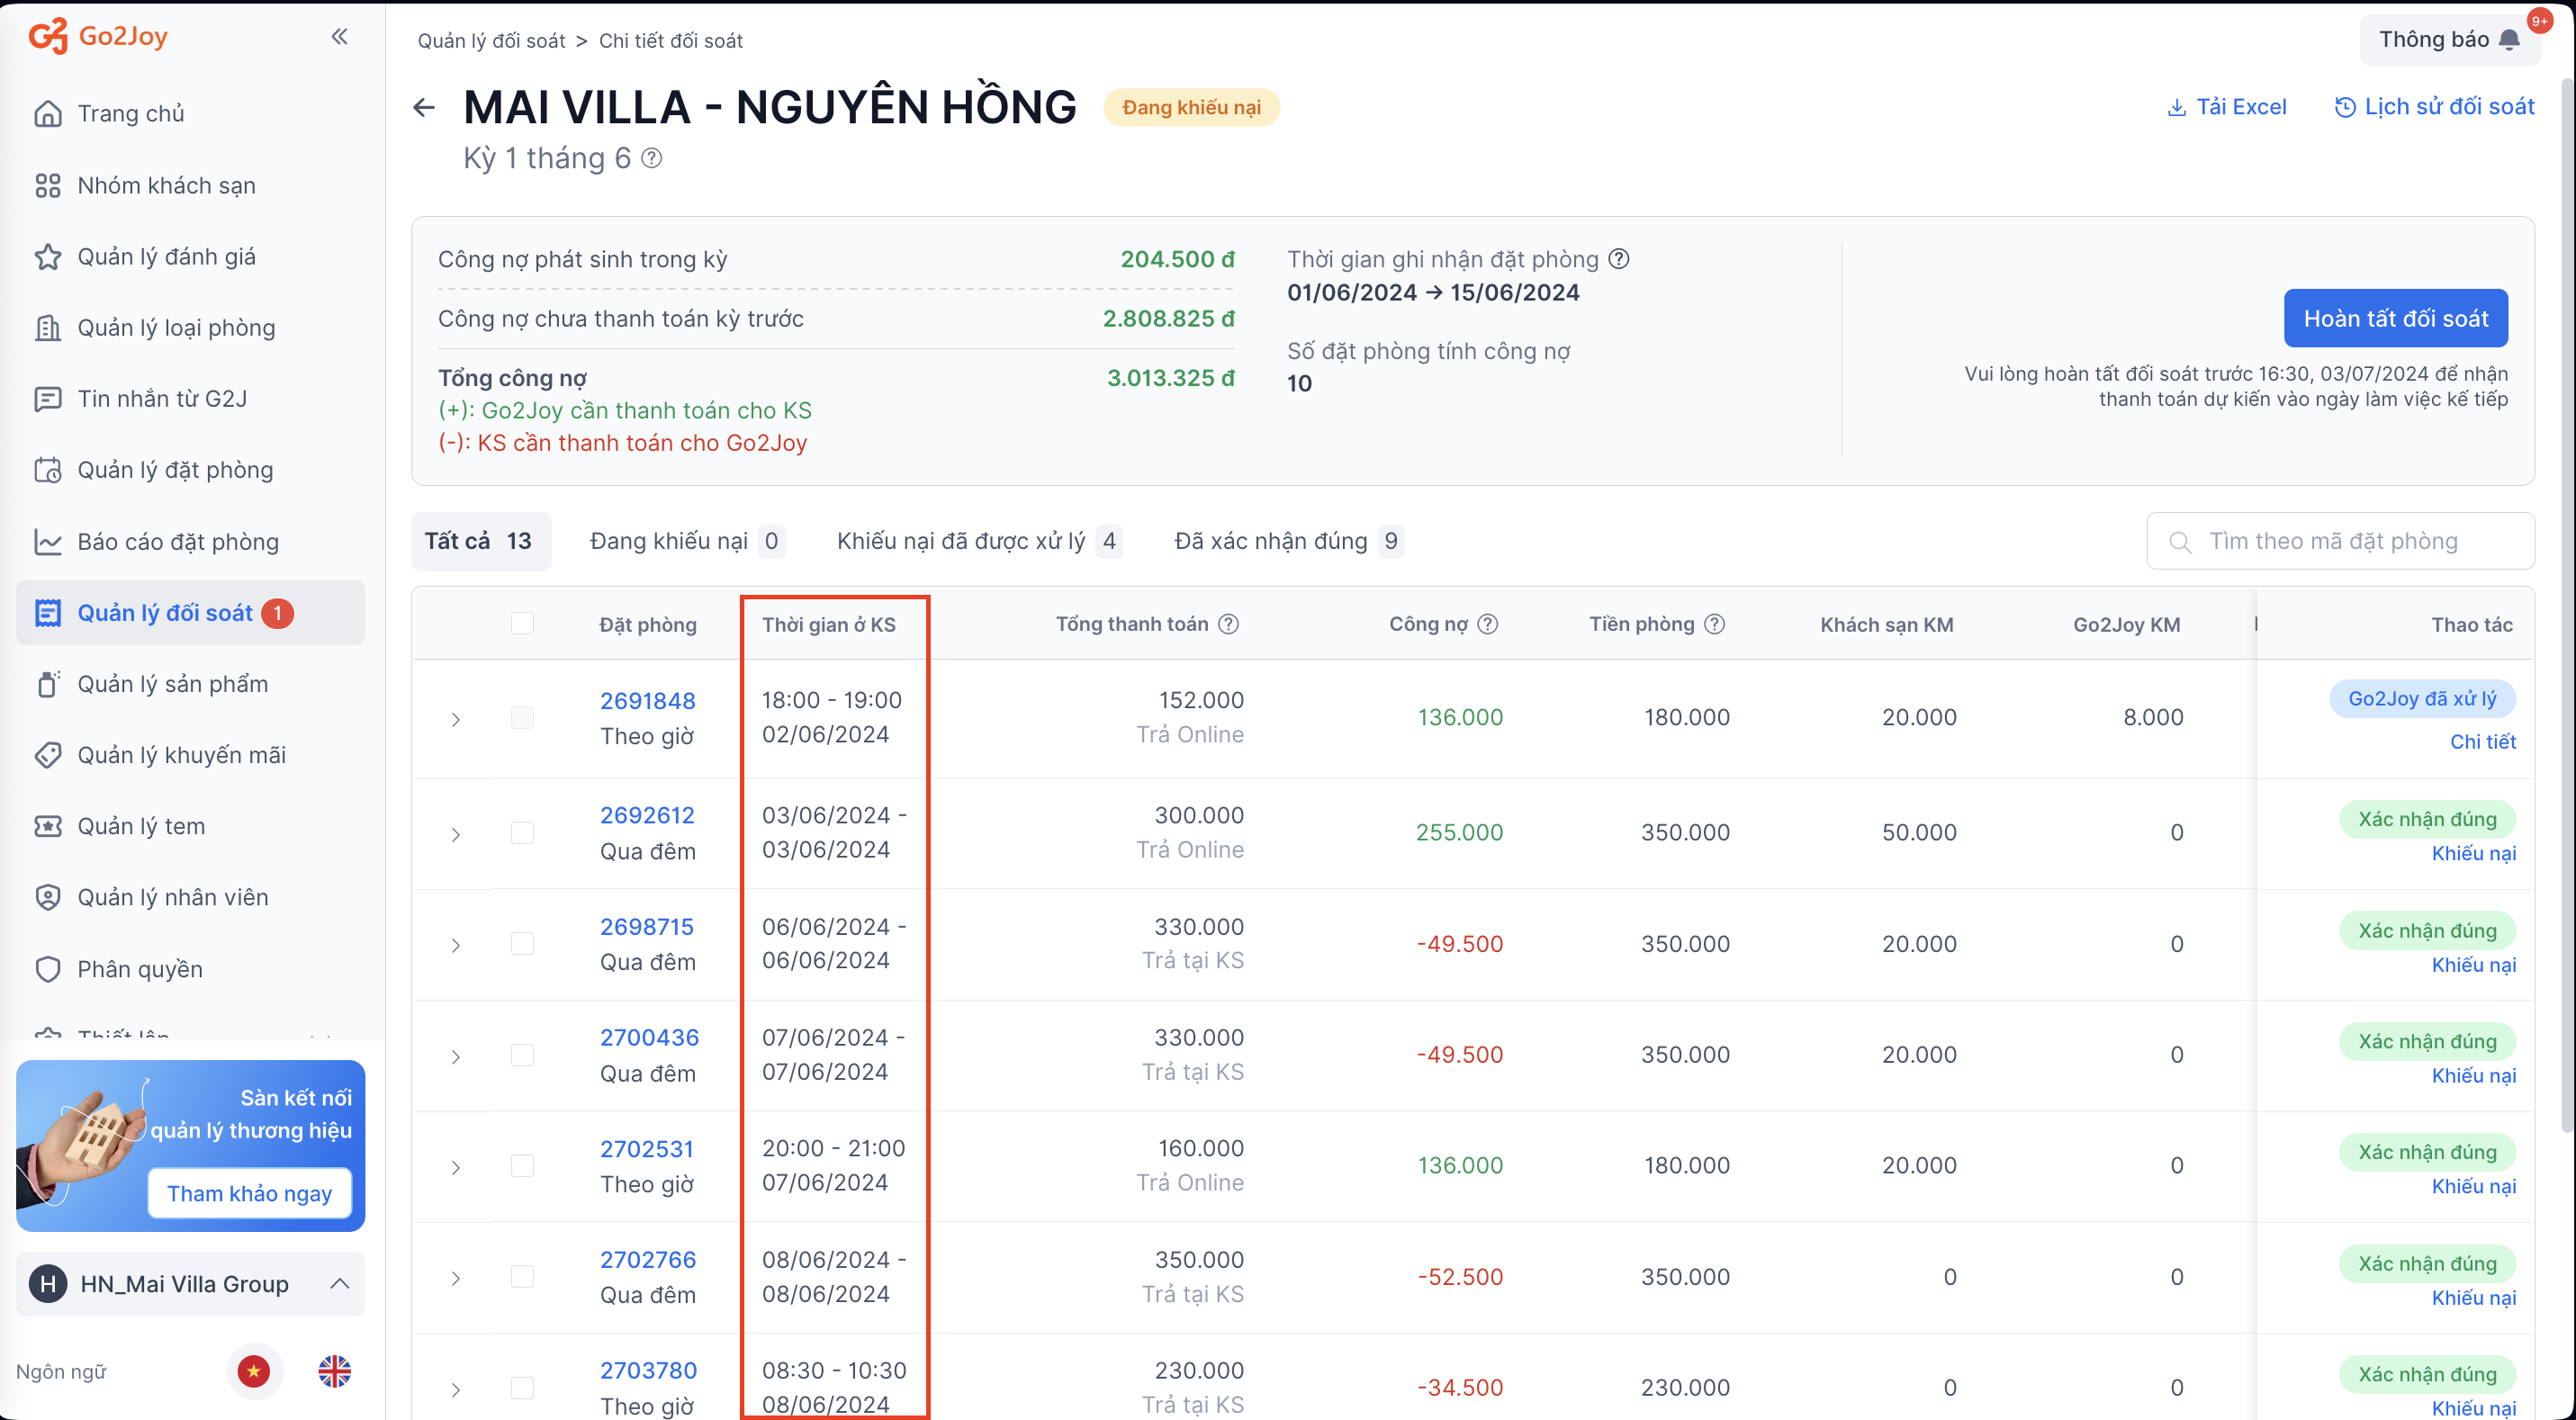 Go2Joy
Trang chủ
Nhóm khách sạn
Quản lý đánh giá
Quản lý loại phòng
Tin nhắn từ G2J
Quản lý đặt phòng
Báo cáo đặt phòng
Quản lý đối soát 1
Quản lý sản phẩm
Quản lý khuyến mãi
Quản lý tem
Quản lý nhân viên
Phân quyền
Sàn kết nối
quản lý thương hiệu
Tham khảo ngay
H HN_Mai Villa Group
Ngôn ngữ
Quản lý đối soát > Chi tiết đối soát
Thông báo 9+
MAI VILLA - NGUYÊN HỒNG Đang khiếu nại
Tải Excel Lịch sử đối soát
Kỳ 1 tháng 6
Công nợ phát sinh trong kỳ 204.500 đ
Công nợ chưa thanh toán kỳ trước 2.808.825 đ
Tổng công nợ 3.013.325 đ
(+): Go2Joy cần thanh toán cho KS
(-): KS cần thanh toán cho Go2Joy
Thời gian ghi nhận đặt phòng
01/06/2024 → 15/06/2024
Số đặt phòng tính công nợ
10
Hoàn tất đối soát
Vui lòng hoàn tất đối soát trước 16:30, 03/07/2024 để nhận
thanh toán dự kiến vào ngày làm việc kế tiếp
Tất cả 13 Đang khiếu nại 0 Khiếu nại đã được xử lý 4 Đã xác nhận đúng 9
Tìm theo mã đặt phòng
Đặt phòng Thời gian ở KS Tổng thanh toán Công nợ Tiền phòng Khách sạn KM Go2Joy KM Thao tác
2691848 18:00 - 19:00 152.000 136.000 180.000 20.000 8.000 Go2Joy đã xử lý
Theo giờ 02/06/2024 Trả Online Chi tiết
2692612 03/06/2024 - 300.000 255.000 350.000 50.000 0 Xác nhận đúng
Qua đêm 03/06/2024 Trả Online Khiếu nại
2698715 06/06/2024 - 330.000 -49.500 350.000 20.000 0 Xác nhận đúng
Qua đêm 06/06/2024 Trả tại KS Khiếu nại
2700436 07/06/2024 - 330.000 -49.500 350.000 20.000 0 Xác nhận đúng
Qua đêm 07/06/2024 Trả tại KS Khiếu nại
2702531 20:00 - 21:00 160.000 136.000 180.000 20.000 0 Xác nhận đúng
Theo giờ 07/06/2024 Trả Online Khiếu nại
2702766 08/06/2024 - 350.000 -52.500 350.000 0 0 Xác nhận đúng
Qua đêm 08/06/2024 Trả tại KS Khiếu nại
2703780 08:30 - 10:30 230.000 -34.500 230.000 0 0 Xác nhận đúng
Theo giờ 08/06/2024 Trả tại KS Khiếu nại